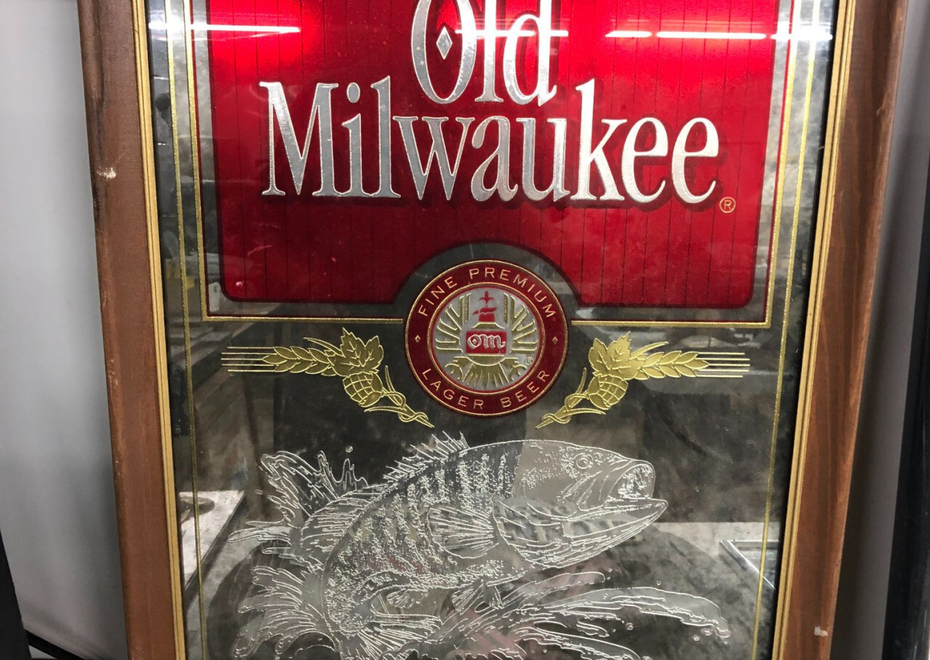 Old
Milwaukee®
FINE PREMIUM
om
LAGER BEER